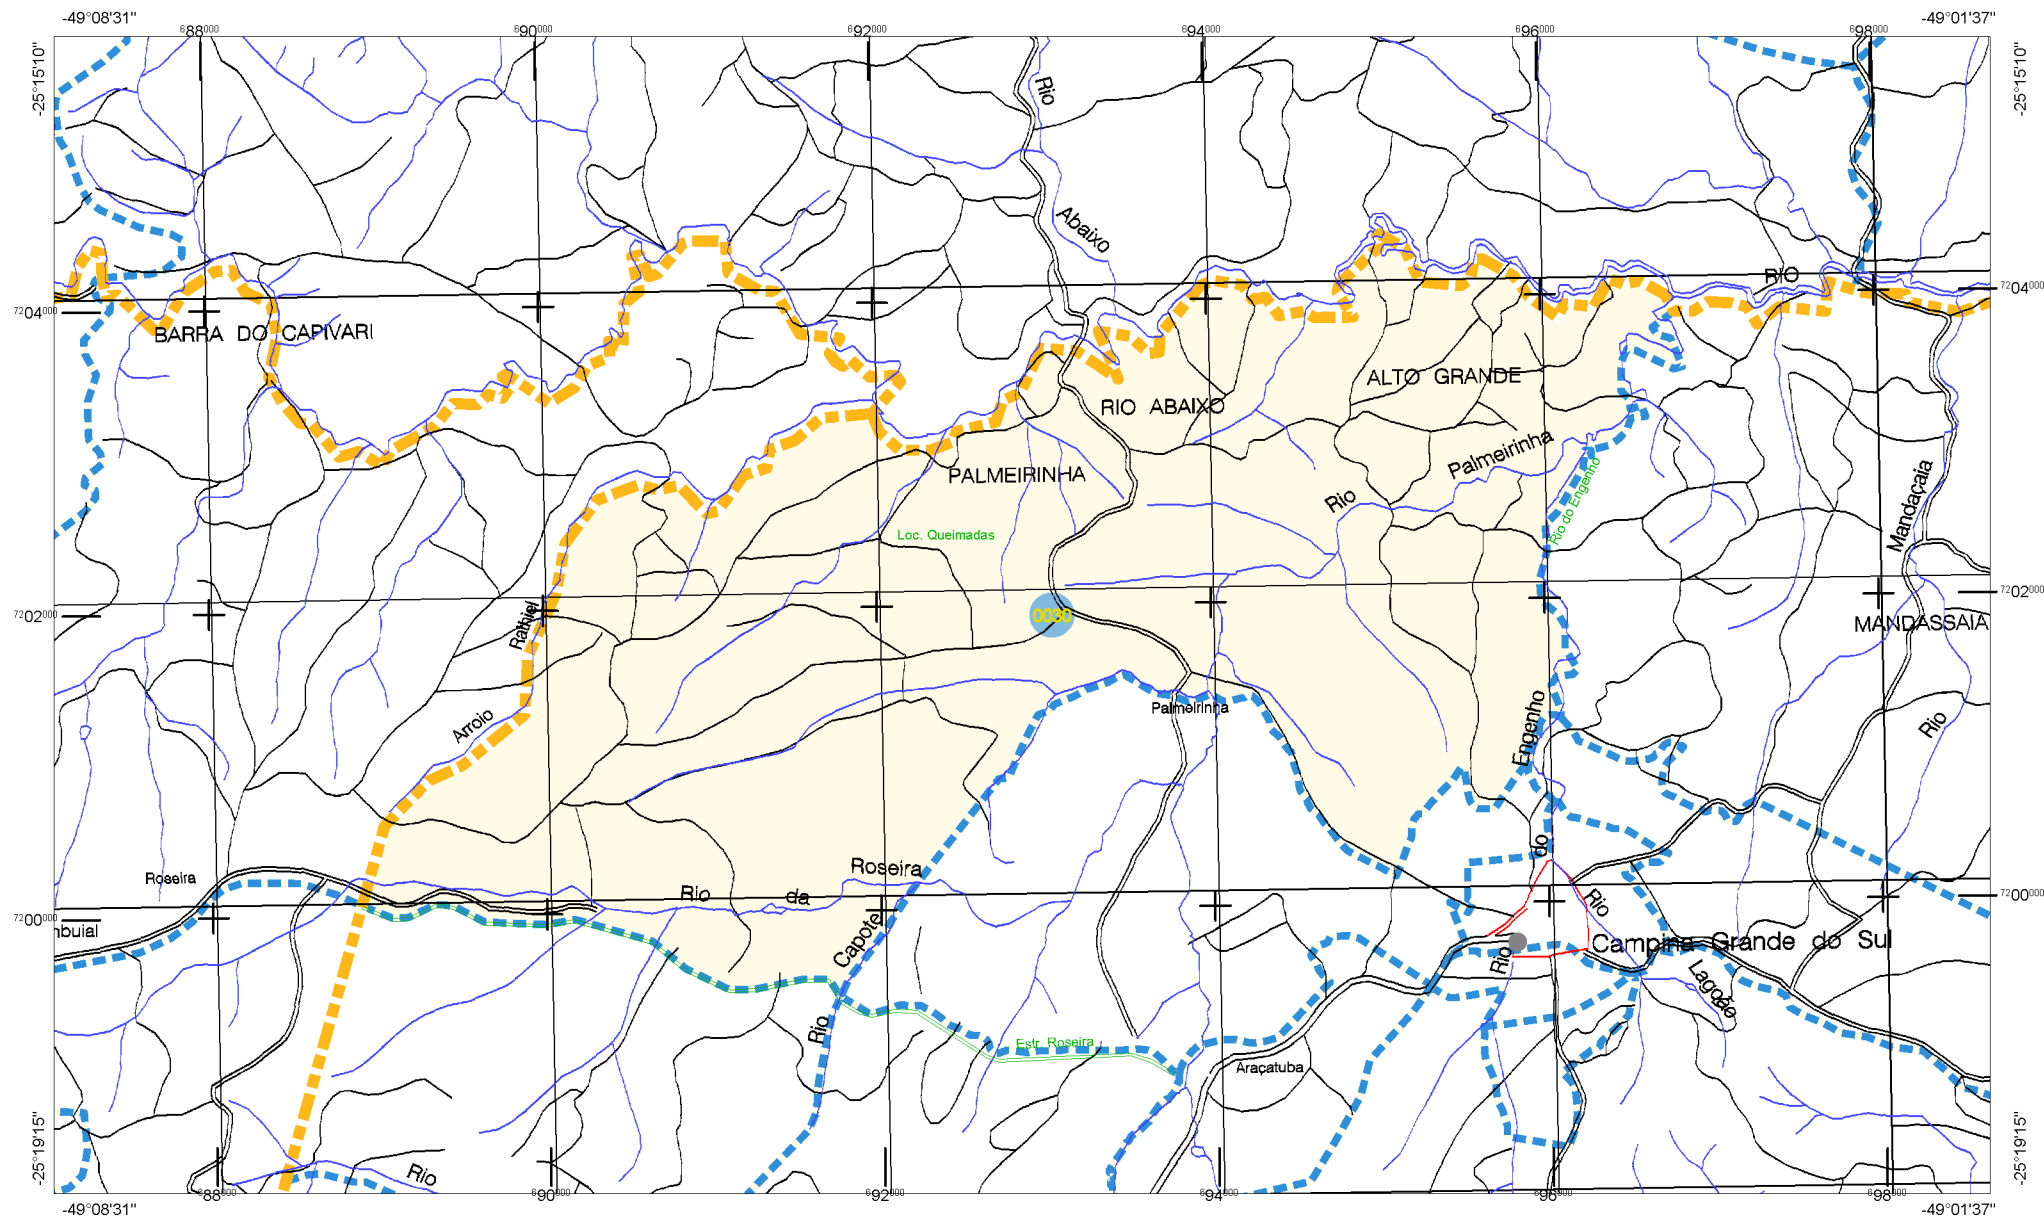 -49°08'31"
-49°01'37"
688000
690000
692000
694000
696000
698000
-25°15'10"
-25°15'10"
Rio
Abaixo
RIO
7204000
7204000
BARRA DO CAPIVARI
ALTO GRANDE
RIO ABAIXO
Palmeirinha
PALMEIRINHA
Rio
Rio do Engenho
Mandaçaia
Loc. Queimadas
7202000
7202000
Rathiel
0030
MANDASSAIA
Arroio
Palmeirinha
Engenho
Rio
do
Roseira
Roseira
Rio
da
Rio
7200000
7200000
nbuial
Capote
Campina Grande do Sul
Rio
Lagoão
Rio
Estr. Roseira
Araçatuba
-25°19'15"
-25°19'15"
Rio
688000
690000
692000
694000
696000
698000
-49°08'31"
-49°01'37"